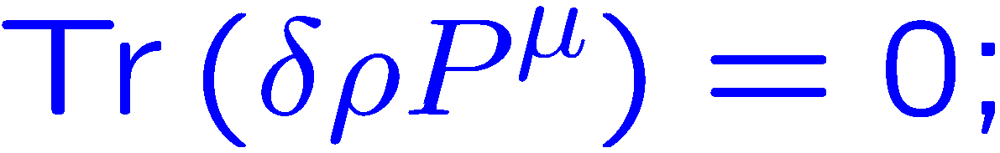 Tr (δρP^μ) = 0;